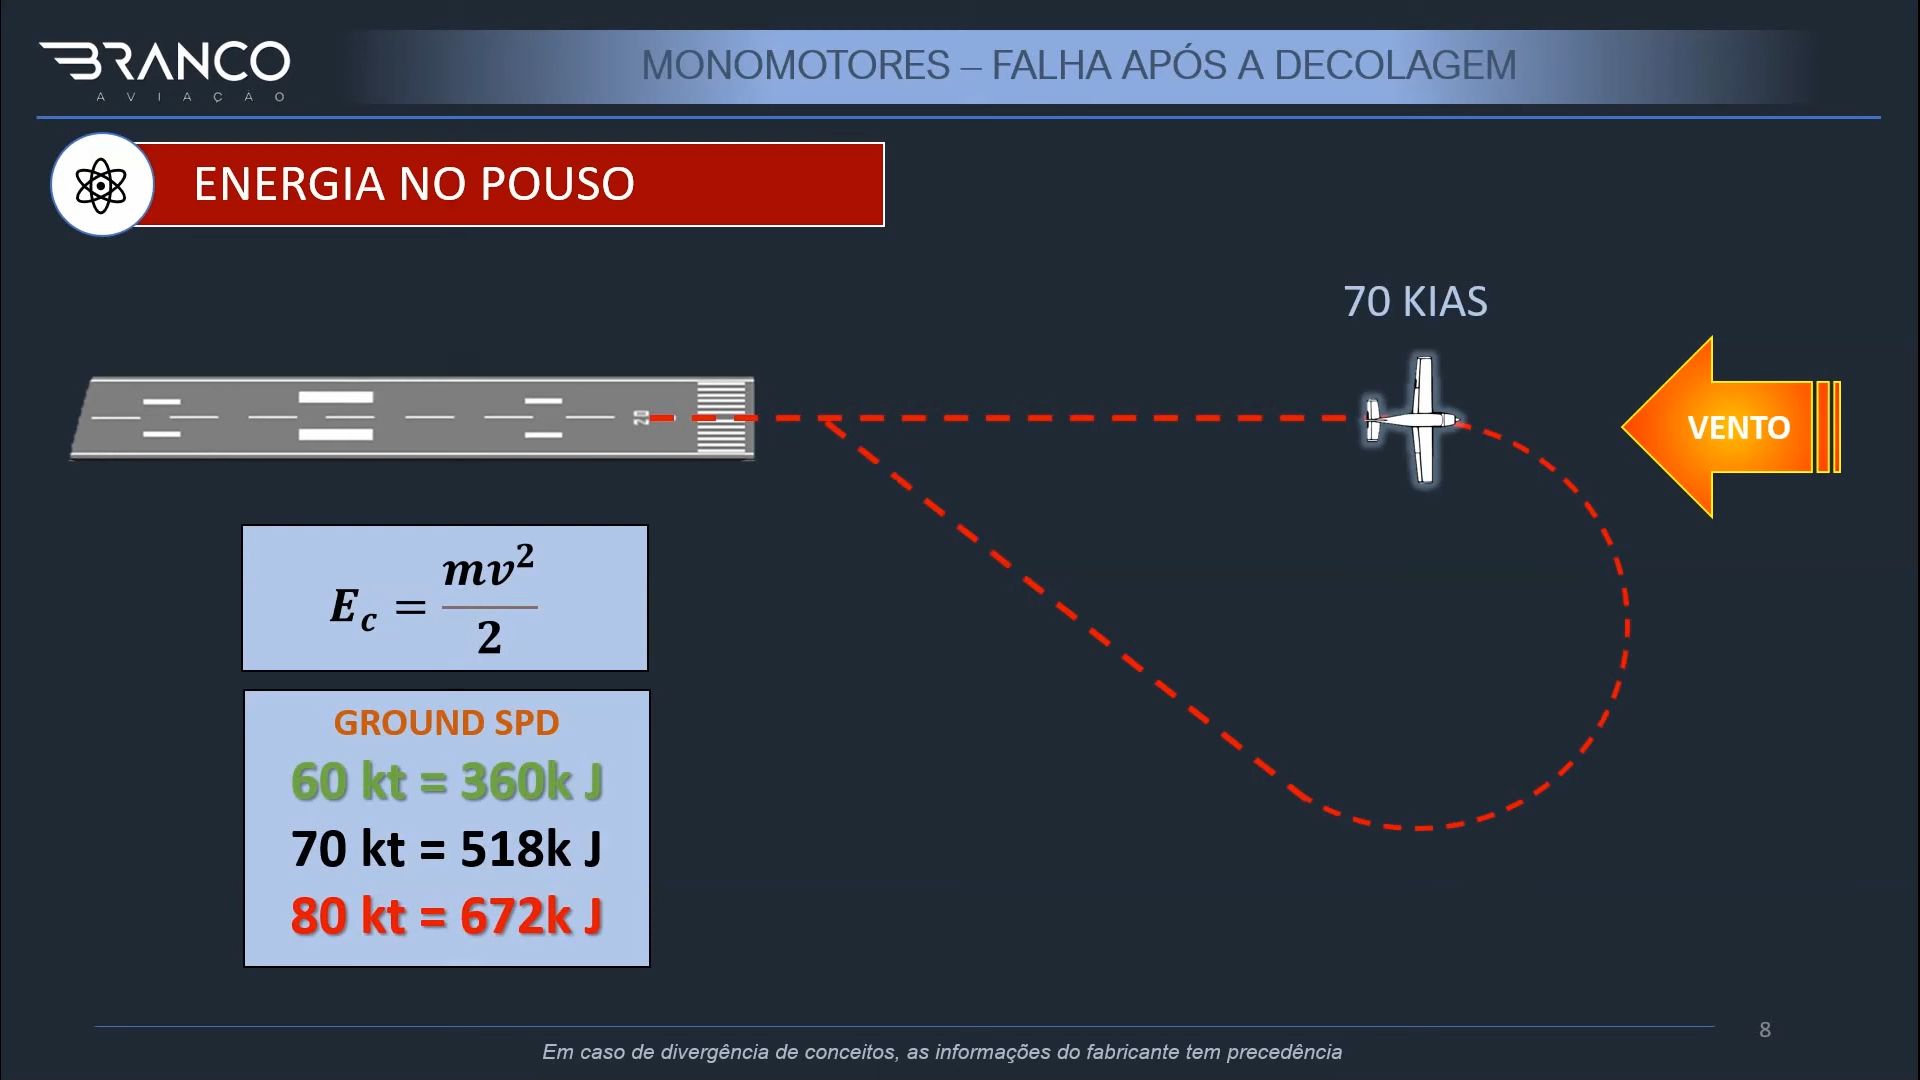 BRANCO
AVIAÇÃO
MONOMOTORES – FALHA APÓS A DECOLAGEM
ENERGIA NO POUSO
70 KIAS
VENTO
20
E_c = mv²/2
GROUND SPD
60 kt = 360k J
70 kt = 518k J
80 kt = 672k J
8
Em caso de divergência de conceitos, as informações do fabricante tem precedência